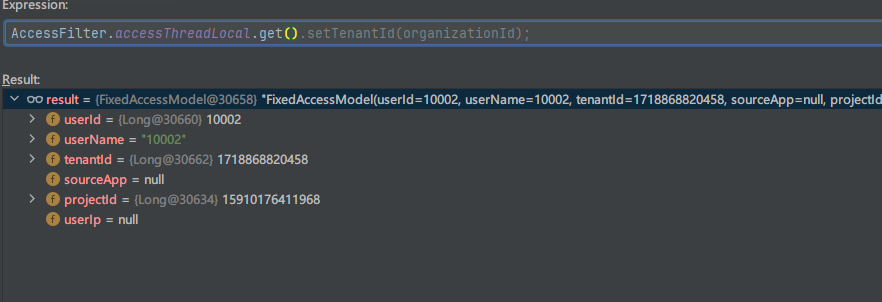 Expression:
AccessFilter.accessThreadLocal.get().setTenantId(organizationId);
Result:
result = {FixedAccessModel@30658} "FixedAccessModel(userId=10002, userName=10002, tenantId=1718868820458, sourceApp=null, projectId
f userId = {Long@30660} 10002
f userName = "10002"
f tenantId = {Long@30662} 1718868820458
f sourceApp = null
f projectId = {Long@30634} 15910176411968
f userIp = null